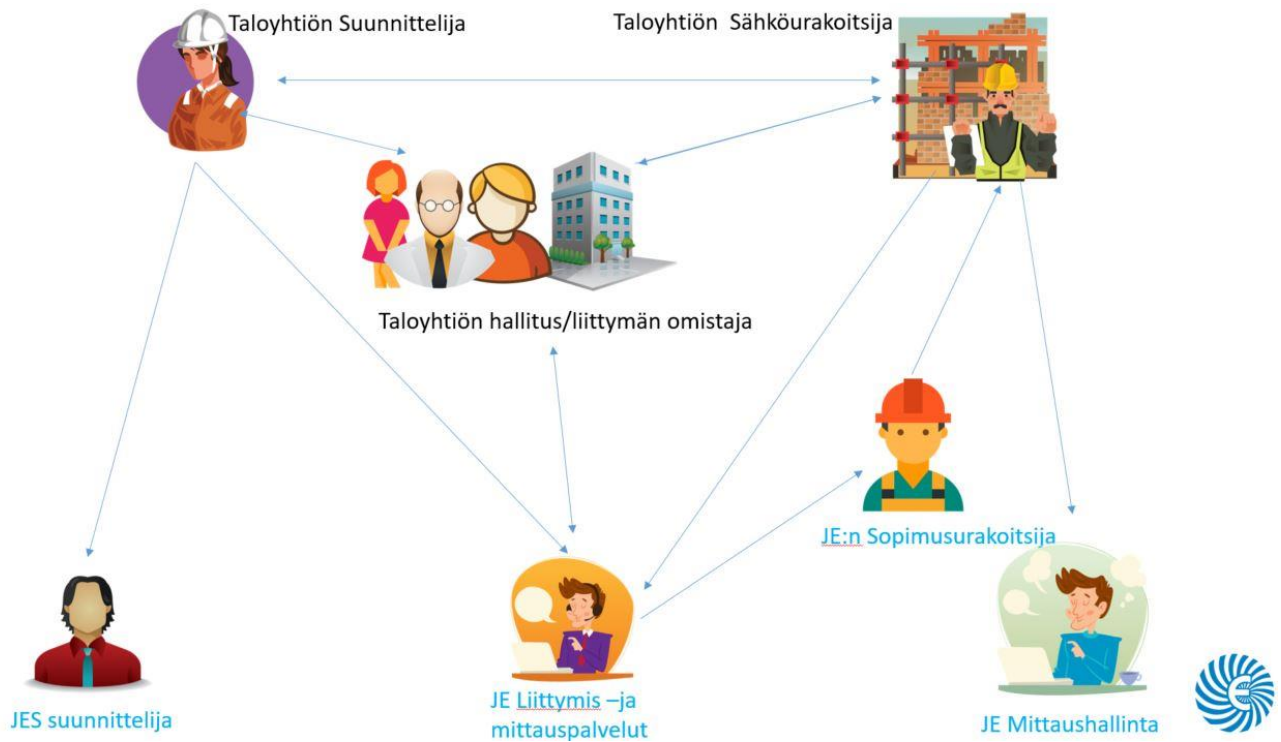 Taloyhtiön Suunnittelija
Taloyhtiön Sähköurakoitsija
Taloyhtiön hallitus/liittymän omistaja
JE:n Sopimusurakoitsija
JES suunnittelija
JE Liittymis –ja
mittauspalvelut
JE Mittaushallinta